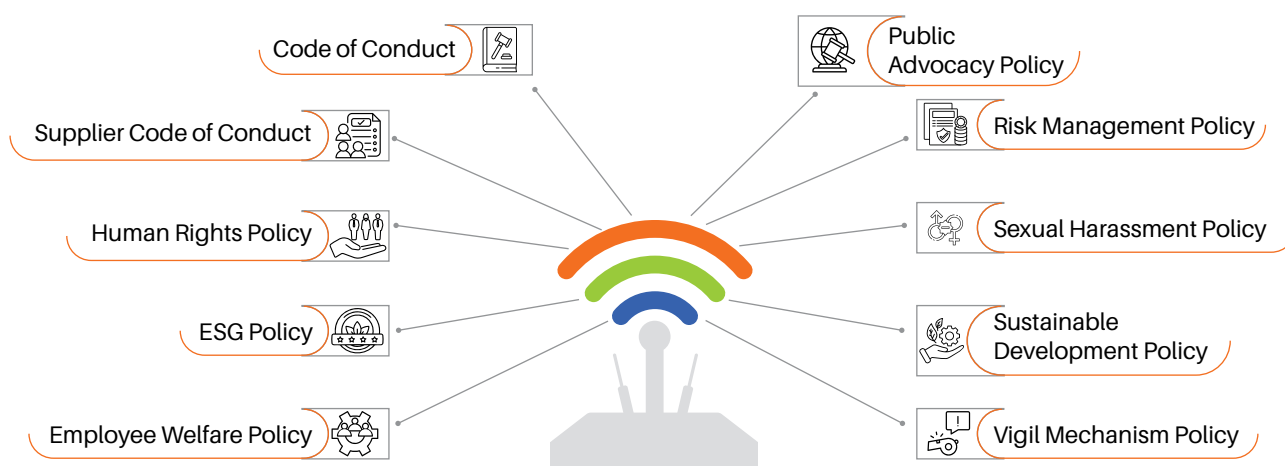 Code of Conduct
Supplier Code of Conduct
Human Rights Policy
ESG Policy
Employee Welfare Policy
Public
Advocacy Policy
Risk Management Policy
Sexual Harassment Policy
Sustainable
Development Policy
Vigil Mechanism Policy